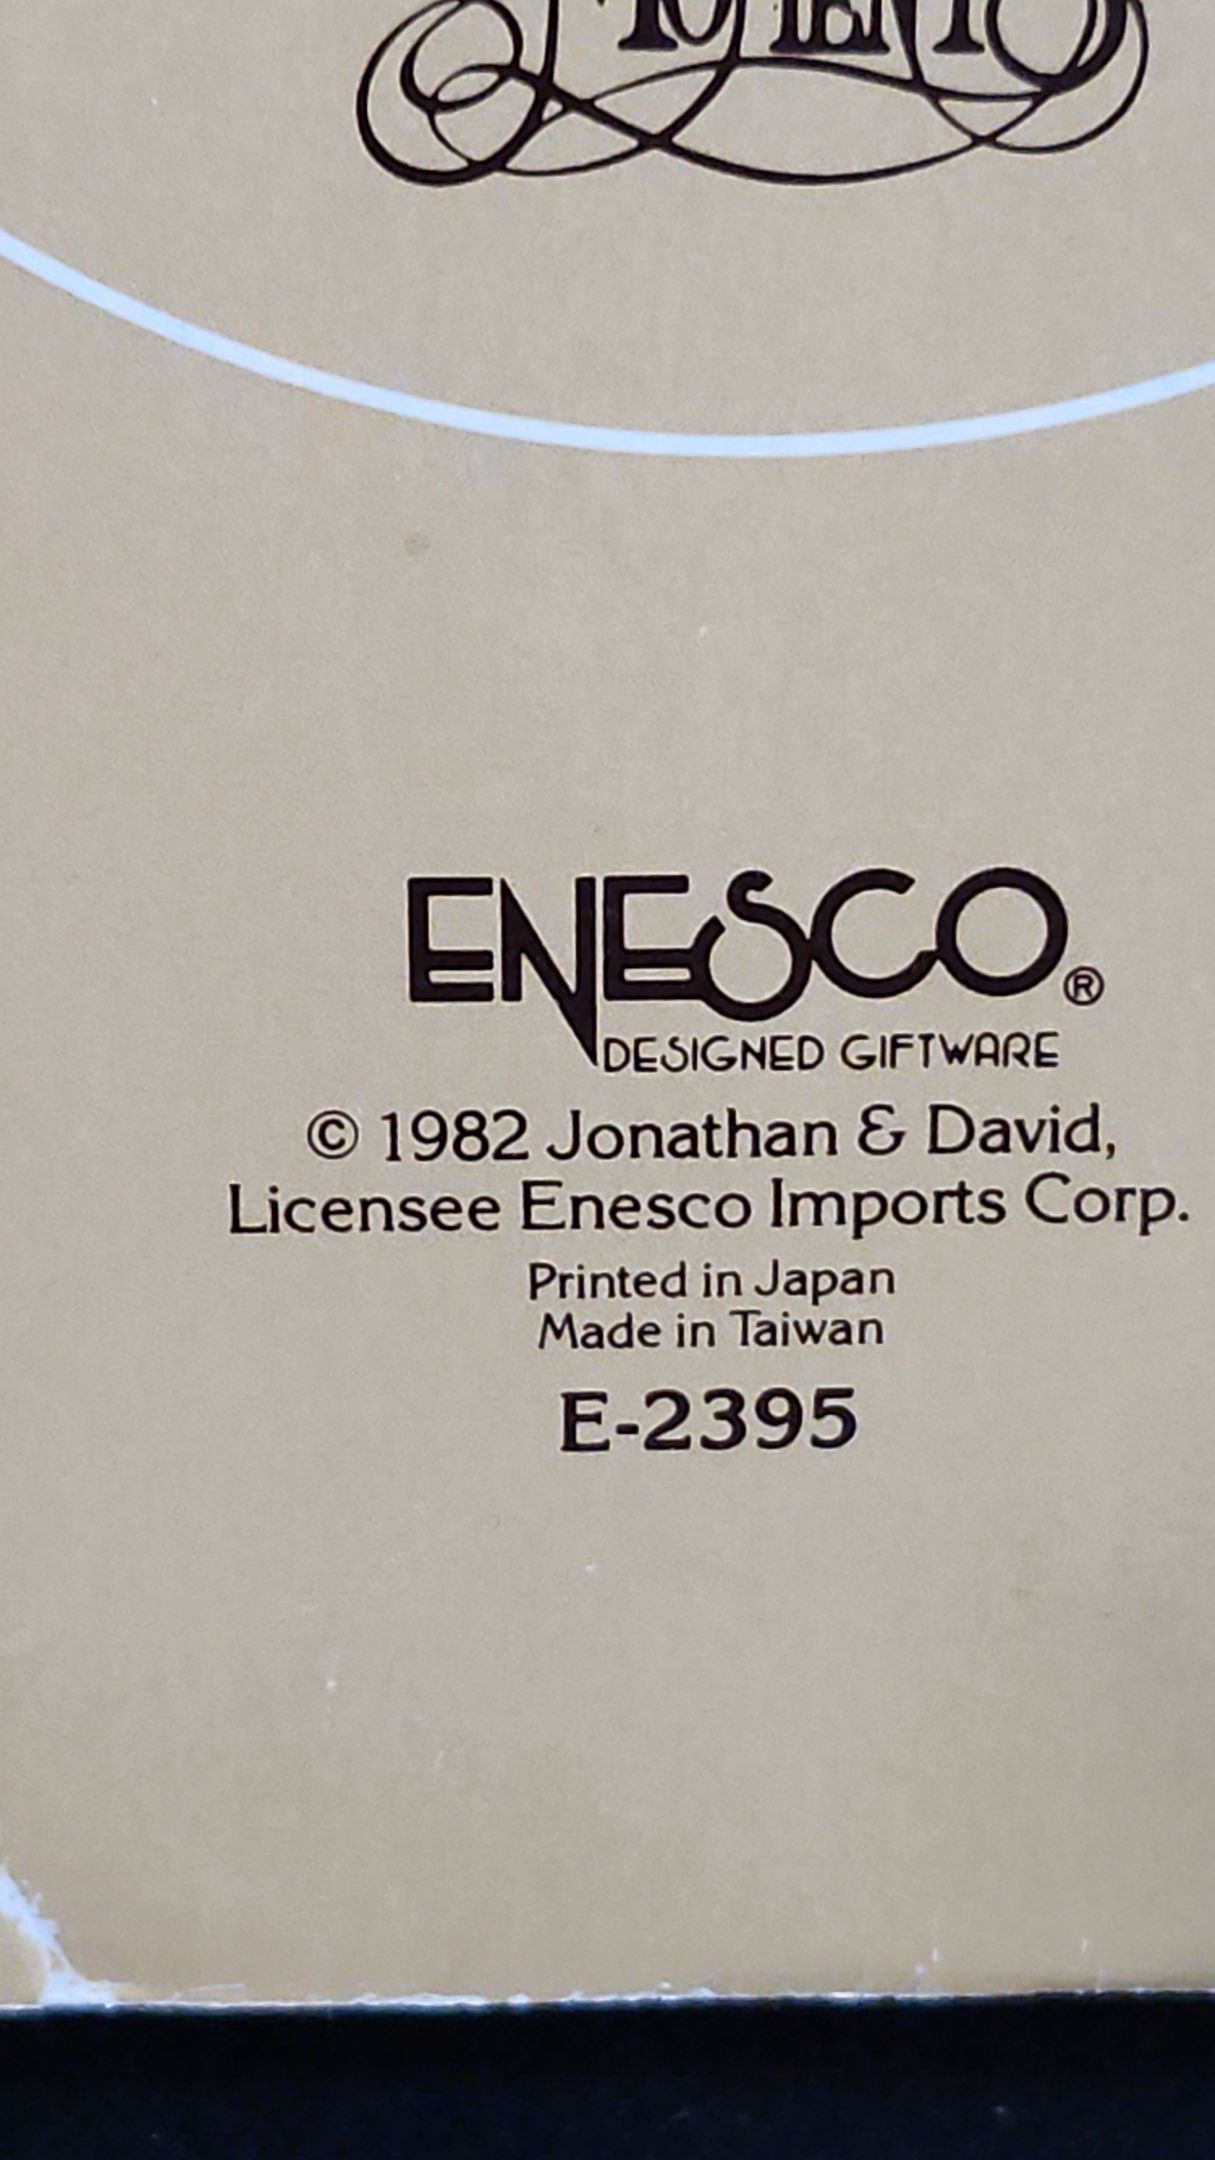 ENESCO®
DESIGNED GIFTWARE
© 1982 Jonathan & David,
Licensee Enesco Imports Corp.
Printed in Japan
Made in Taiwan
E-2395